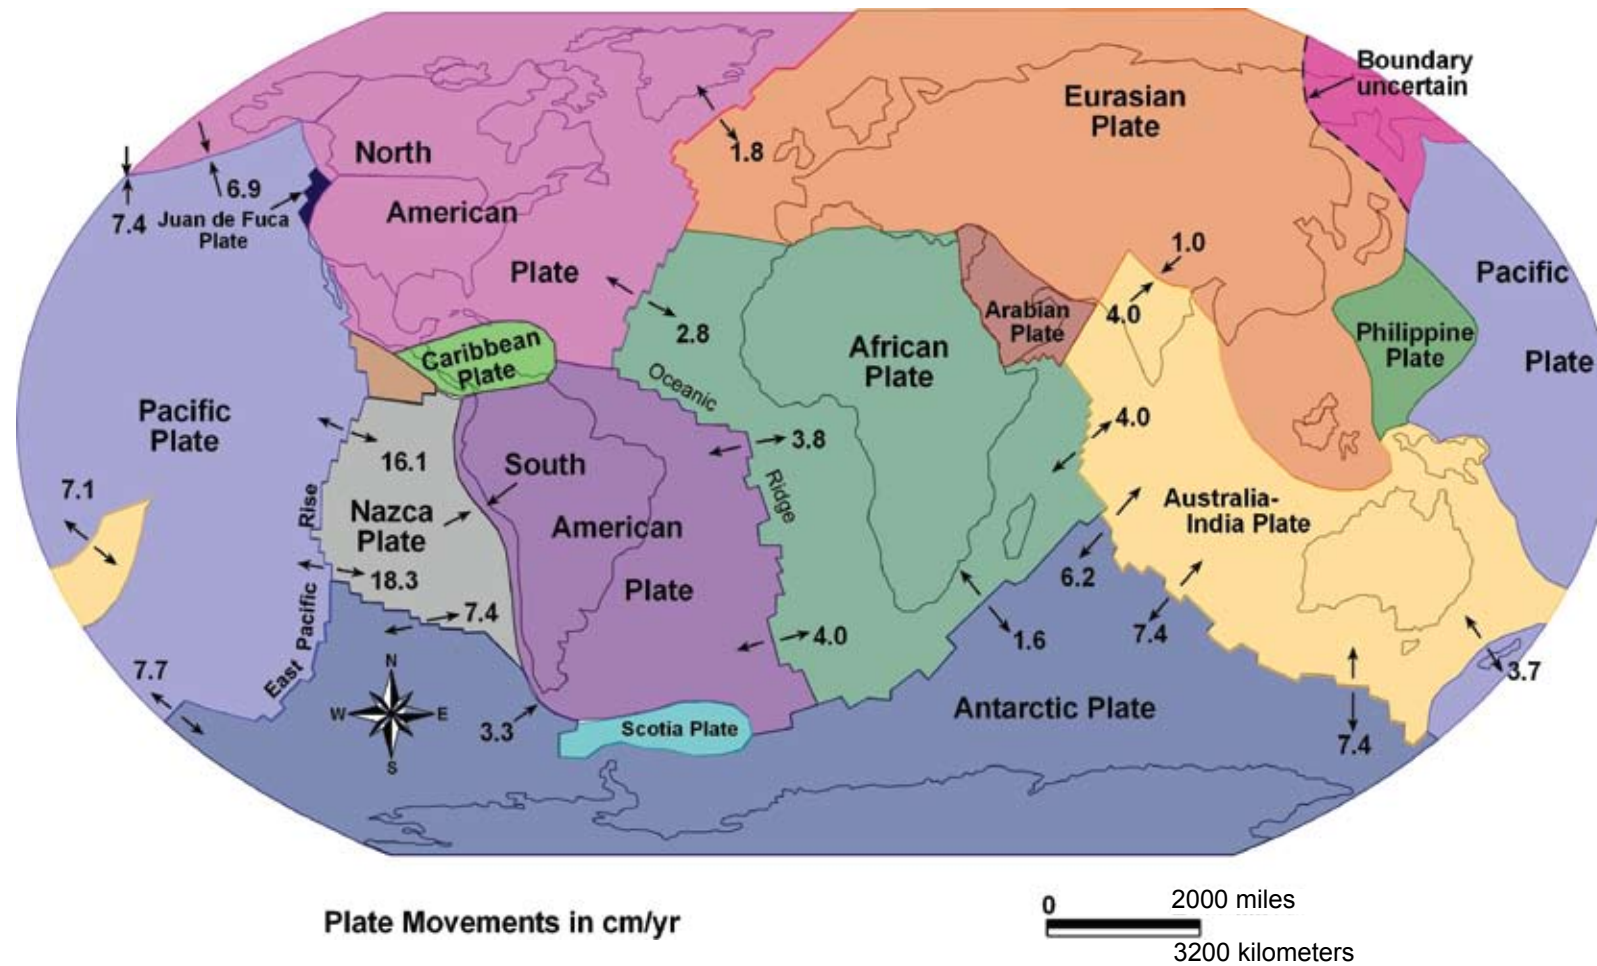 Boundary
uncertain
Eurasian
Plate
North
American
Plate
1.8
6.9
7.4
Juan de Fuca
Plate
1.0
4.0
Pacific
Plate
Arabian
Plate
Philippine
Plate
2.8
African
Plate
Caribbean
Plate
Oceanic
Ridge
Pacific
Plate
16.1
3.8
4.0
South
American
Plate
7.1
Nazca
Plate
Australia-
India Plate
18.3
6.2
7.4
7.4
4.0
1.6
7.7
East Pacific Rise
3.7
N
W
E
S
3.3
Scotia Plate
Antarctic Plate
7.4
Plate Movements in cm/yr
0
2000 miles
3200 kilometers